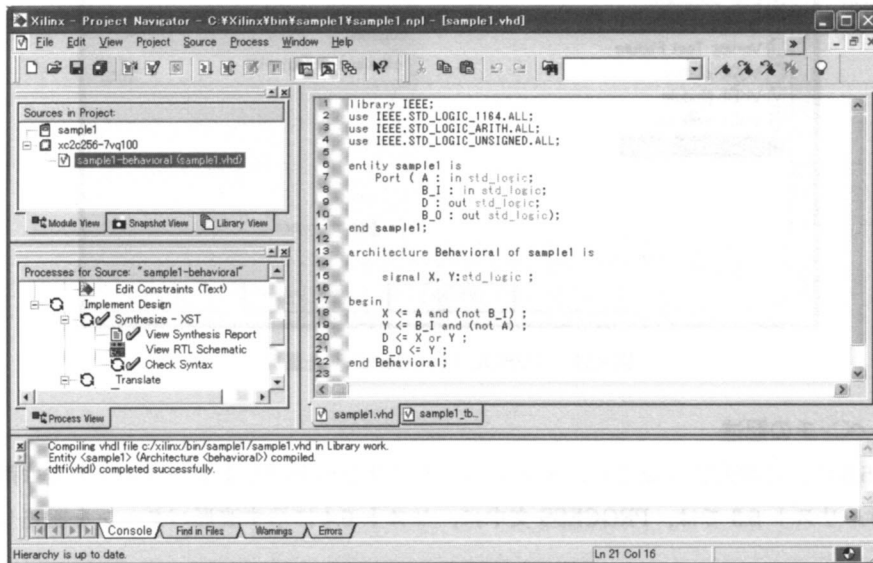 Xilinx - Project Navigator - C:¥Xilinx¥bin¥sample1¥sample1.npl - [sample1.vhd]
File Edit View Project Source Process Window Help
Sources in Project:
sample1
xc2c256-7vq100
sample1-behavioral (sample1.vhd)
Module View Snapshot View Library View
Processes for Source: "sample1-behavioral"
Edit Constraints (Text)
Implement Design
Synthesize - XST
View Synthesis Report
View RTL Schematic
Check Syntax
Translate
Process View
1 library IEEE;
2 use IEEE.STD_LOGIC_1164.ALL;
3 use IEEE.STD_LOGIC_ARITH.ALL;
4 use IEEE.STD_LOGIC_UNSIGNED.ALL;
5
6 entity sample1 is
7 Port ( A : in std_logic;
8 B_I : in std_logic;
9 D : out std_logic;
10 B_O : out std_logic);
11 end sample1;
12
13 architecture Behavioral of sample1 is
14
15 signal X, Y:std_logic ;
16
17 begin
18 X <= A and (not B_I) ;
19 Y <= B_I and (not A) ;
20 D <= X or Y ;
21 B_O <= Y ;
22 end Behavioral;
23
sample1.vhd sample1_tb...
Compiling vhdl file c:/xilinx/bin/sample1/sample1.vhd in Library work.
Entity <sample1> (Architecture <behavioral>) compiled.
tdtfi(vhdl) completed successfully.
Console Find in Files Warnings Errors
Hierarchy is up to date. Ln 21 Col 16